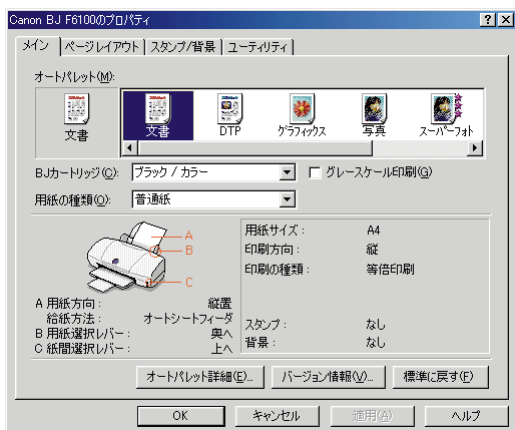 Canon BJ F6100のプロパティ
メイン ページレイアウト スタンプ/背景 ユーティリティ
オートパレット(M):
文書 文書 DTP グラフィックス 写真 スーパーフォト
BJカートリッジ(C): ブラック / カラー グレースケール印刷(G)
用紙の種類(O): 普通紙
A
B
C
用紙サイズ: A4
印刷方向: 縦
印刷の種類: 等倍印刷
スタンプ: なし
背景: なし
A 用紙方向: 縦置
給紙方法: オートシートフィーダ
B 用紙選択レバー: 奥へ
C 紙間選択レバー: 上へ
オートパレット詳細(E)... バージョン情報(V)... 標準に戻す(F)
OK キャンセル 適用(A) ヘルプ